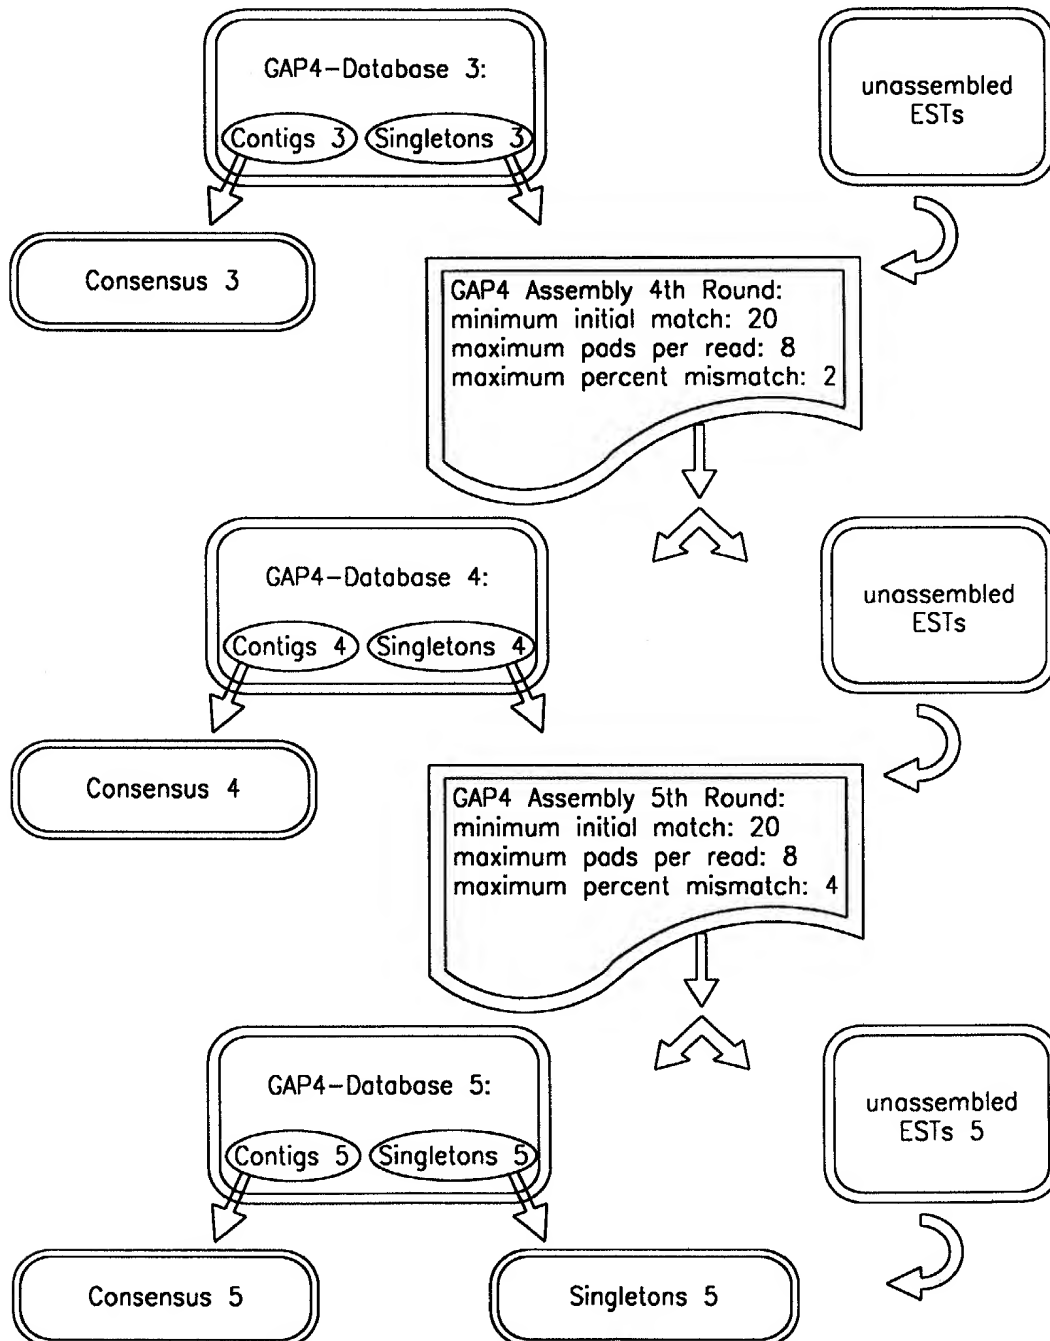 GAP4-Database 3:
Contigs 3
Singletons 3
unassembled
ESTs
Consensus 3
GAP4 Assembly 4th Round:
minimum initial match: 20
maximum pads per read: 8
maximum percent mismatch: 2
GAP4-Database 4:
Contigs 4
Singletons 4
unassembled
ESTs
Consensus 4
GAP4 Assembly 5th Round:
minimum initial match: 20
maximum pads per read: 8
maximum percent mismatch: 4
GAP4-Database 5:
Contigs 5
Singletons 5
unassembled
ESTs 5
Consensus 5
Singletons 5